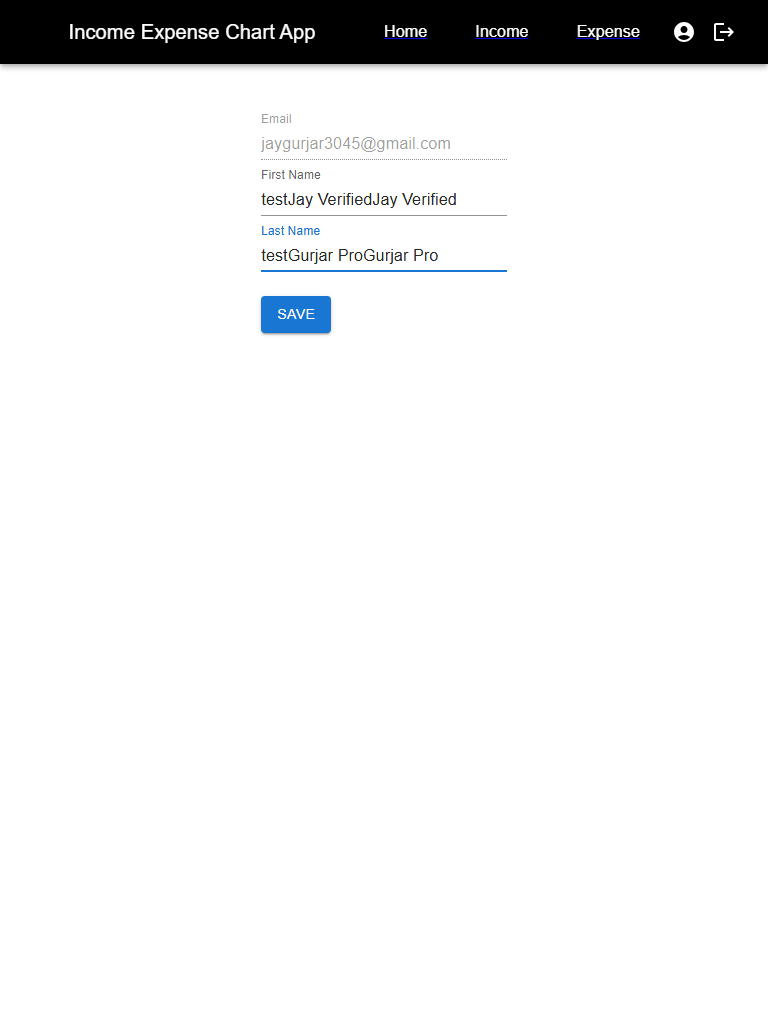 Income Expense Chart App Home Income Expense
Email
jaygurjar3045@gmail.com
First Name
testJay VerifiedJay Verified
Last Name
testGurjar ProGurjar Pro
SAVE